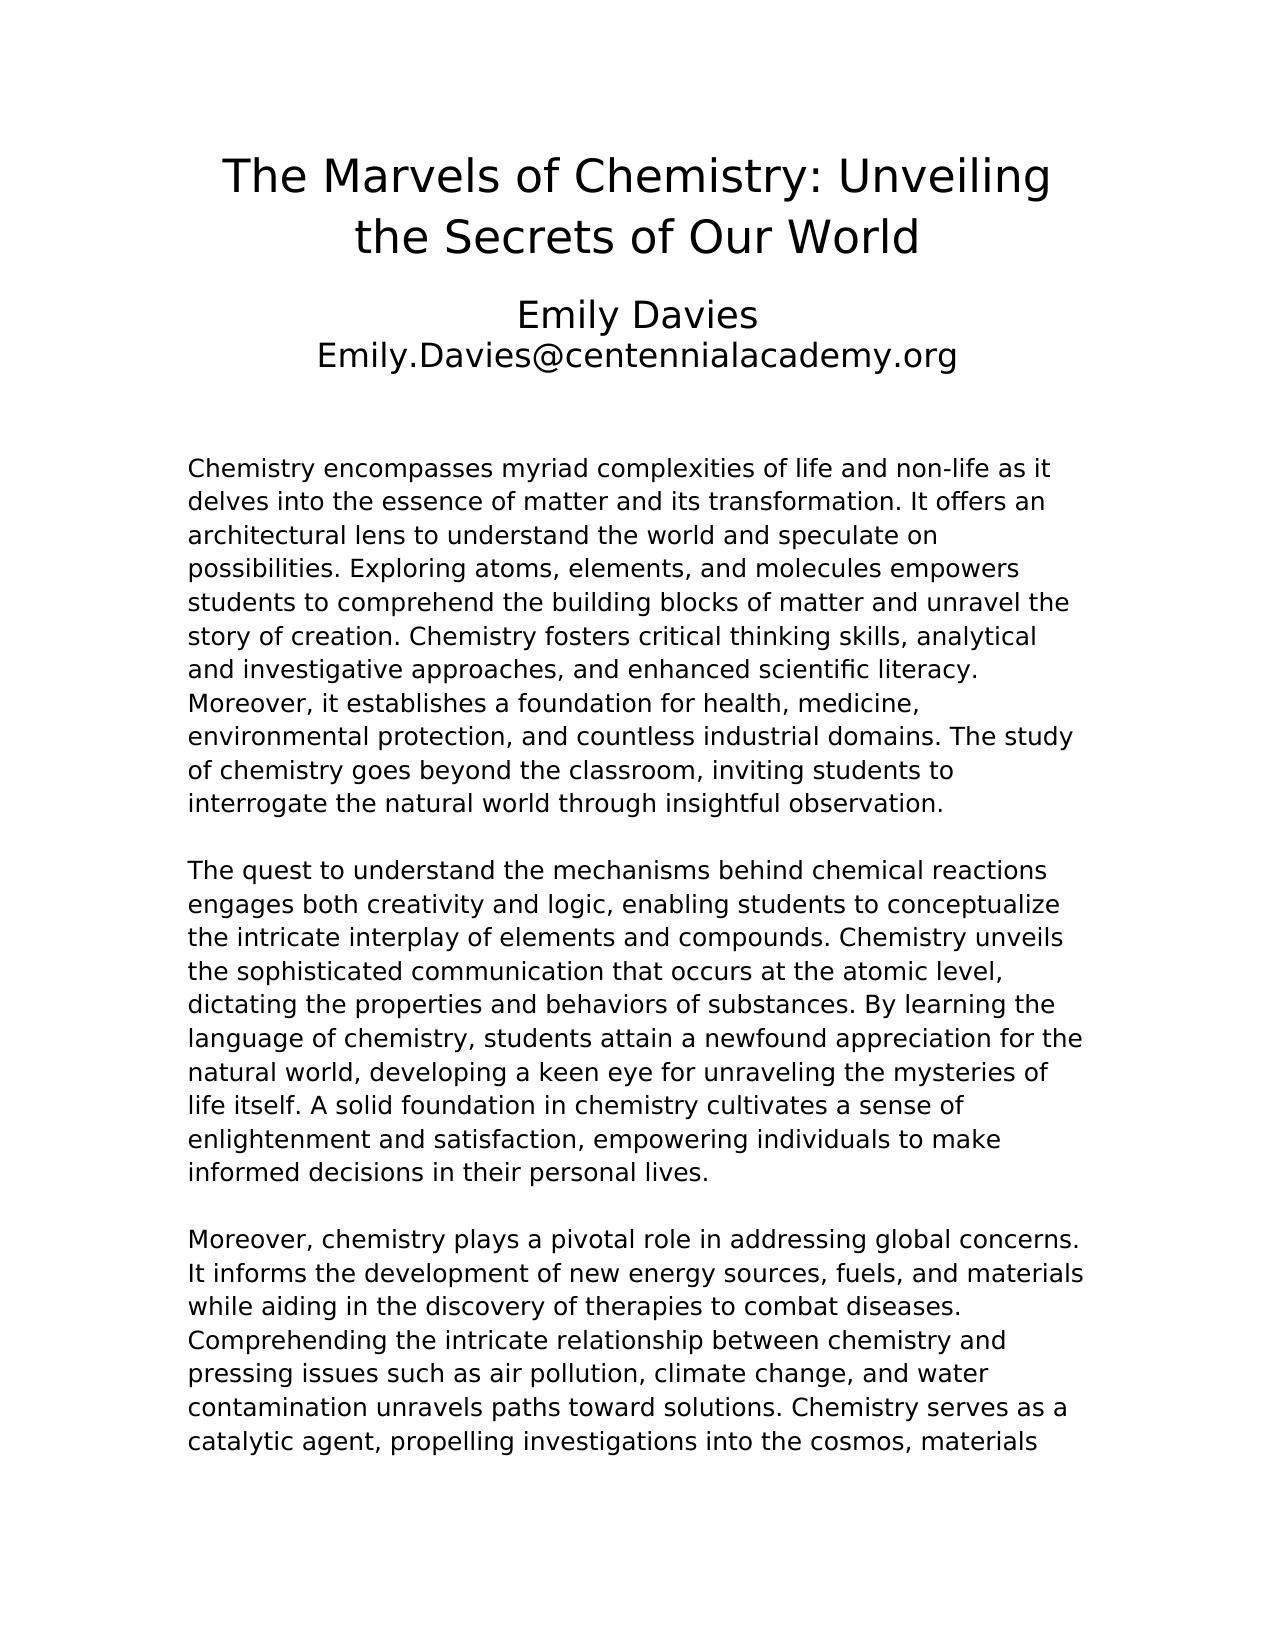 The Marvels of Chemistry: Unveiling
the Secrets of Our World
Emily Davies
Emily.Davies@centennialacademy.org
Chemistry encompasses myriad complexities of life and non-life as it
delves into the essence of matter and its transformation. It offers an
architectural lens to understand the world and speculate on
possibilities. Exploring atoms, elements, and molecules empowers
students to comprehend the building blocks of matter and unravel the
story of creation. Chemistry fosters critical thinking skills, analytical
and investigative approaches, and enhanced scientific literacy.
Moreover, it establishes a foundation for health, medicine,
environmental protection, and countless industrial domains. The study
of chemistry goes beyond the classroom, inviting students to
interrogate the natural world through insightful observation.
The quest to understand the mechanisms behind chemical reactions
engages both creativity and logic, enabling students to conceptualize
the intricate interplay of elements and compounds. Chemistry unveils
the sophisticated communication that occurs at the atomic level,
dictating the properties and behaviors of substances. By learning the
language of chemistry, students attain a newfound appreciation for the
natural world, developing a keen eye for unraveling the mysteries of
life itself. A solid foundation in chemistry cultivates a sense of
enlightenment and satisfaction, empowering individuals to make
informed decisions in their personal lives.
Moreover, chemistry plays a pivotal role in addressing global concerns.
It informs the development of new energy sources, fuels, and materials
while aiding in the discovery of therapies to combat diseases.
Comprehending the intricate relationship between chemistry and
pressing issues such as air pollution, climate change, and water
contamination unravels paths toward solutions. Chemistry serves as a
catalytic agent, propelling investigations into the cosmos, materials